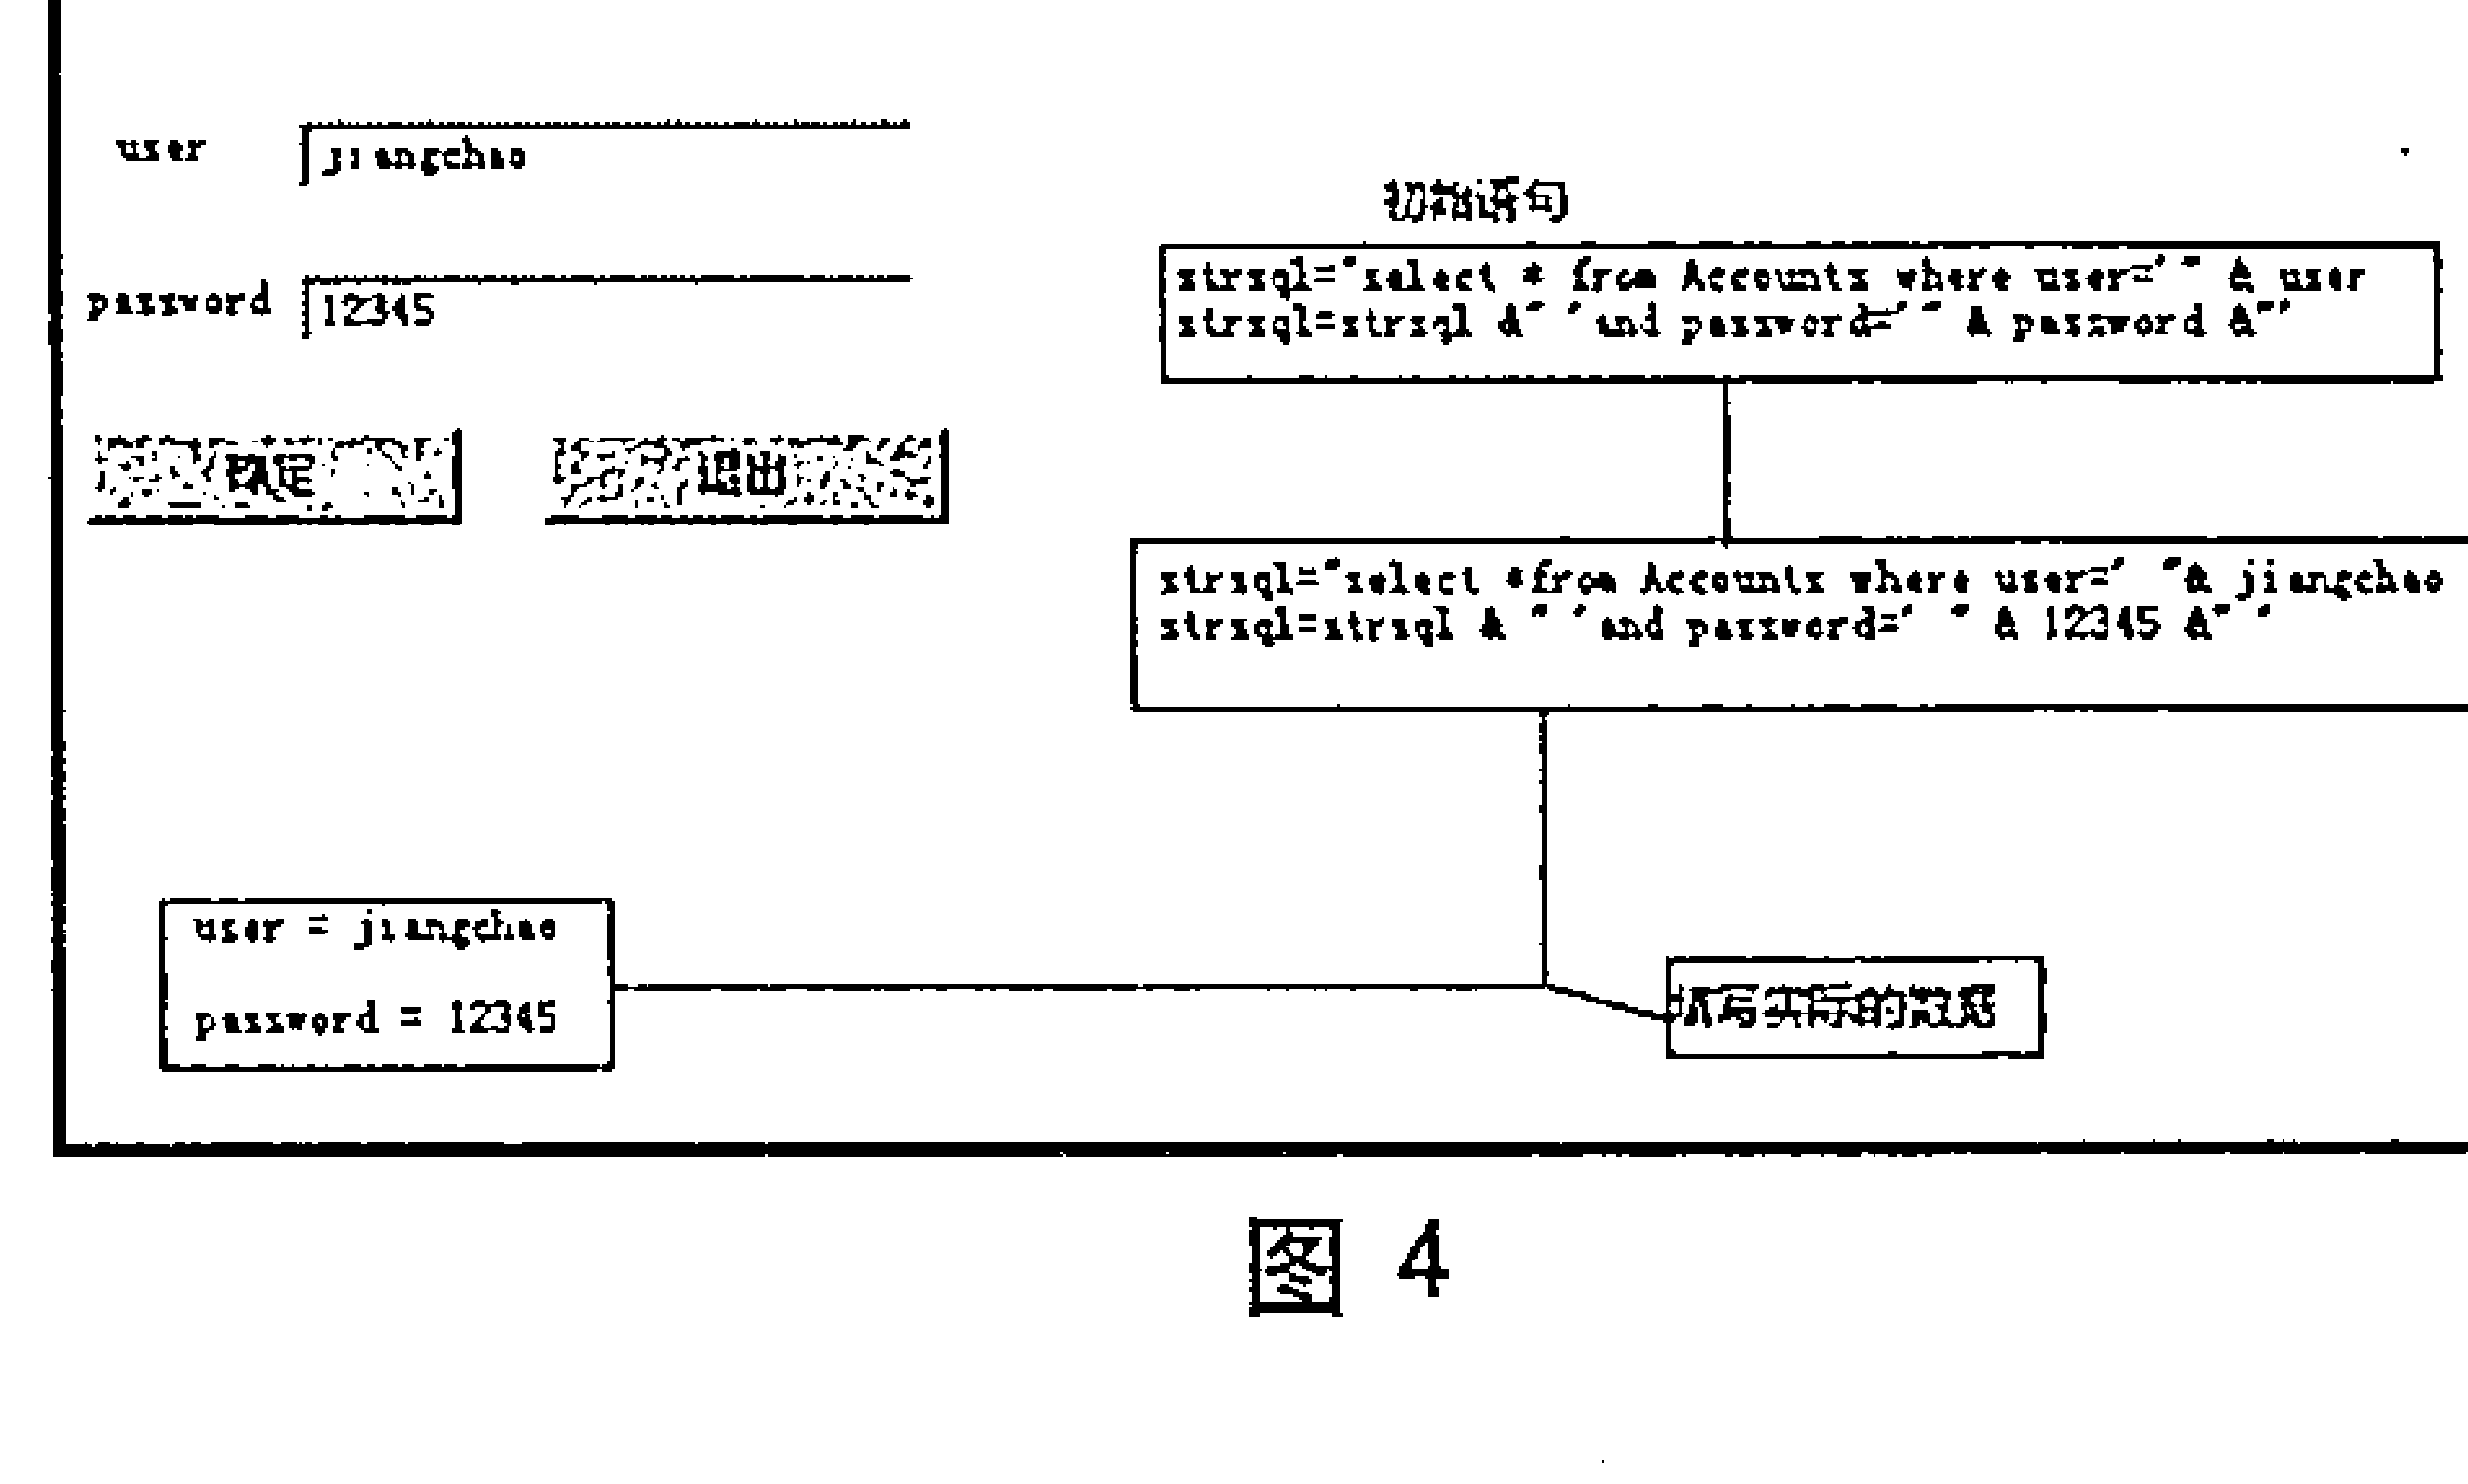 user jiangchao
password 12345
确定 退出
初始语句
strsql="select * from Accounts where user=' " & user
strsql=strsql &" 'and password=' " & password &"'
strsql="select *from Accounts where user=' "& jiangchao
strsql=strsql & " 'and password=' " & 12345 &" '
user = jiangchao
password = 12345
填写实际的数据
图 4